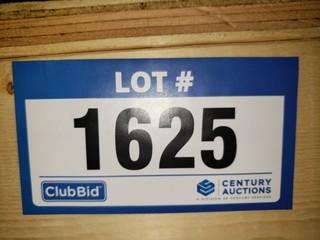 LOT #
1625
ClubBid
CENTURY
AUCTIONS
A DIVISION OF CENTURY SERVICES